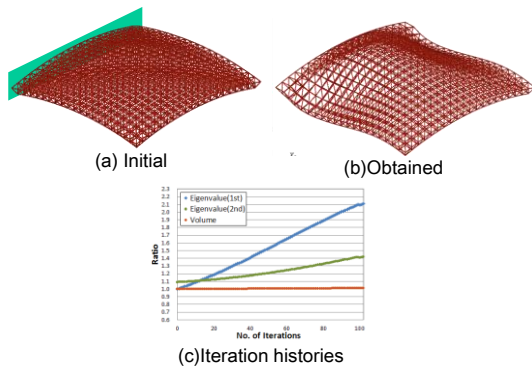 (a) Initial
v.
(b)Obtained
2.3
2.2
2.1
2.0
1.9
1.8
1.7
1.6
1.5
1.4
1.3
1.2
1.1
1.0
0.9
0.8
0.7
0.6
Ratio
Eigenvalue(1st)
Eigenvalue(2nd)
Volume
0 20 40 60 80 100
No. of Iterations
(c)Iteration histories